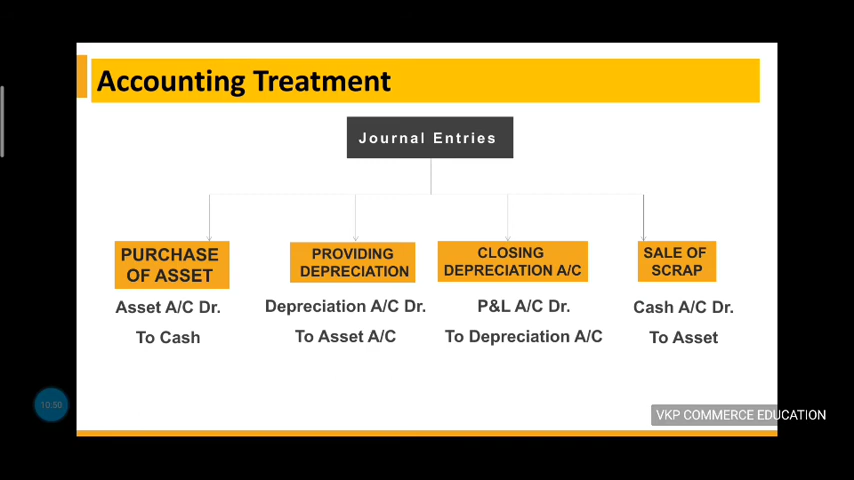 Accounting Treatment
Journal Entries
PURCHASE
OF ASSET
Asset A/C Dr.
To Cash
PROVIDING
DEPRECIATION
Depreciation A/C Dr.
To Asset A/C
CLOSING
DEPRECIATION A/C
P&L A/C Dr.
To Depreciation A/C
SALE OF
SCRAP
Cash A/C Dr.
To Asset
10:50
VKP COMMERCE EDUCATION